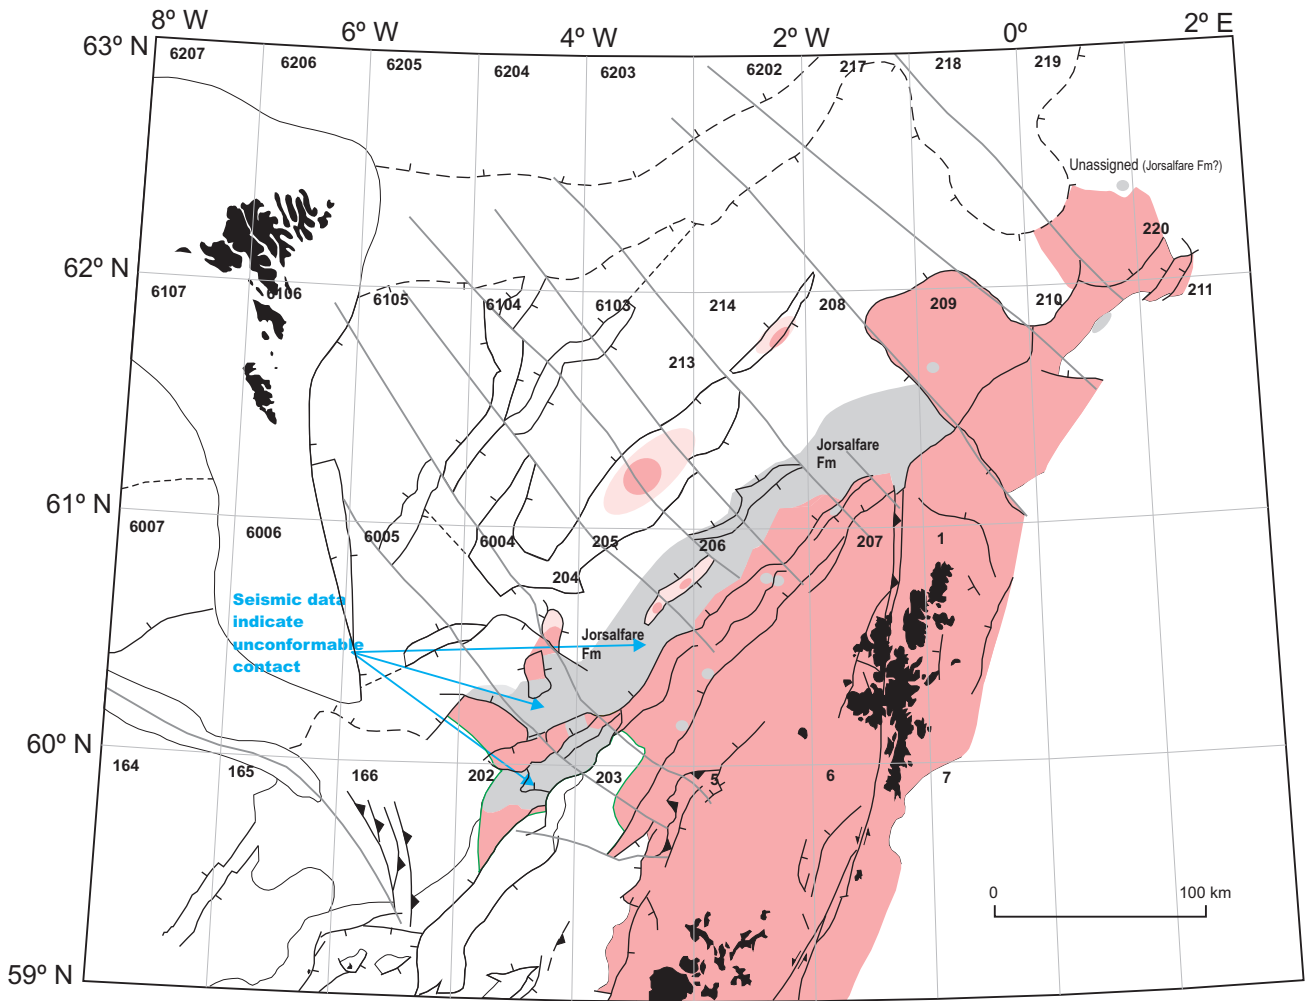 8º W
6º W
4º W
2º W
0º
2º E
63º N
6207
6206
6205
6204
6203
6202
217
218
219
Unassigned (Jorsalfare Fm?)
220
62º N
6107
6106
6105
6104
6103
214
208
209
210
211
213
Jorsalfare
Fm
61º N
6007
6006
6005
6004
205
206
207
1
204
Seismic data
indicate
unconformable
contact
Jorsalfare
Fm
60º N
164
165
166
202
203
5
6
7
0
100 km
59º N